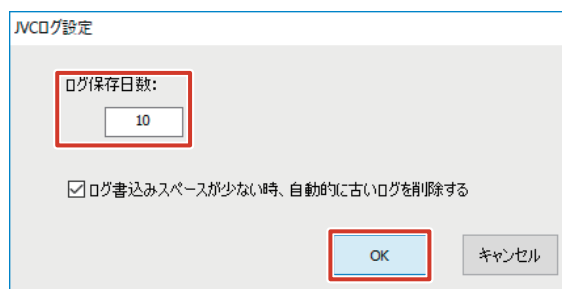 JVCログ設定
ログ保存日数:
10
ログ書込みスペースが少ない時、自動的に古いログを削除する
OK
キャンセル